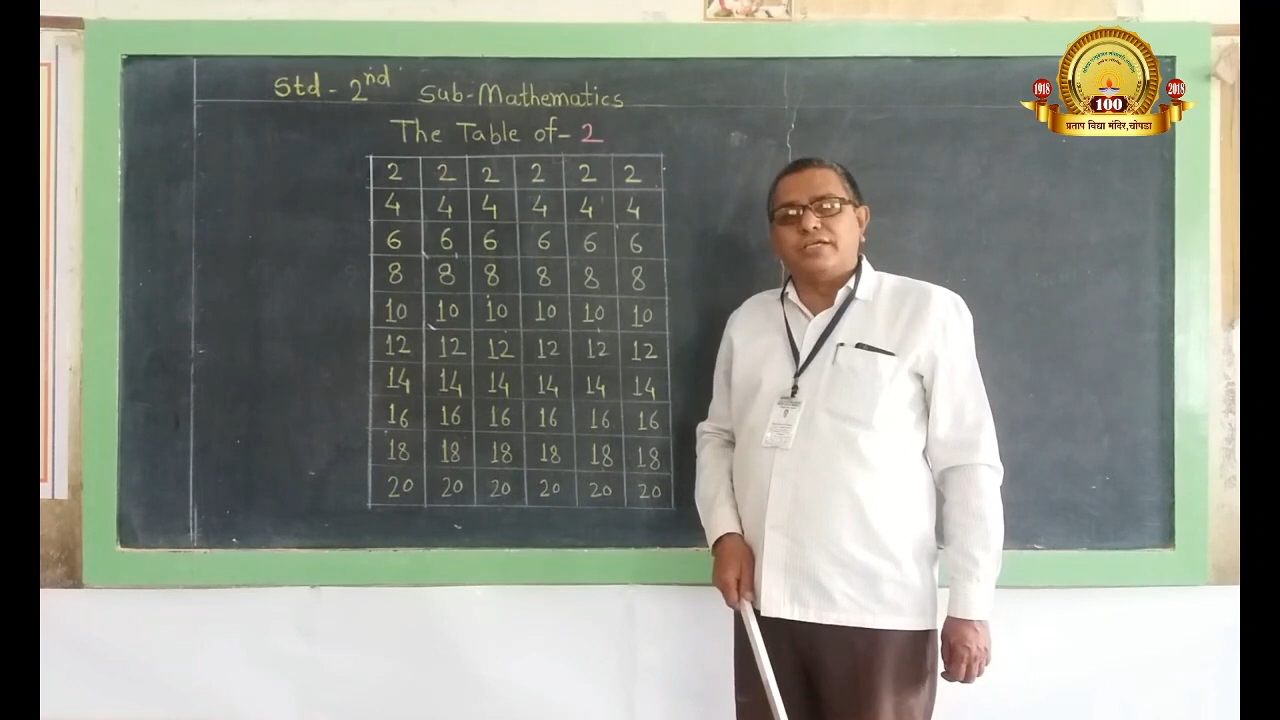 Std - 2nd Sub-Mathematics
The Table of - 2
2 2 2 2 2 2
4 4 4 4 4 4
6 6 6 6 6 6
8 8 8 8 8 8
10 10 10 10 10 10
12 12 12 12 12 12
14 14 14 14 14 14
16 16 16 16 16 16
18 18 18 18 18 18
20 20 20 20 20 20
1918 100 2018
प्रताप विद्या मंदिर,चोपडा